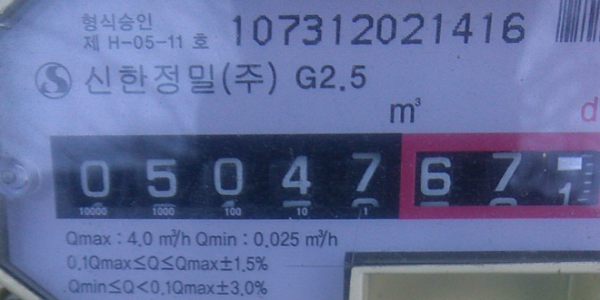 형식승인
제 H-05-11 호
107312021416
신한정밀(주) G2.5
m³
d
0 5 0 4 7 6 7 1
10000 1000 100 10 1
Qmax : 4.0 m³/h Qmin : 0.025 m³/h
0.1Qmax≤Q≤Qmax±1.5%
Qmin≤Q<0.1Qmax±3.0%